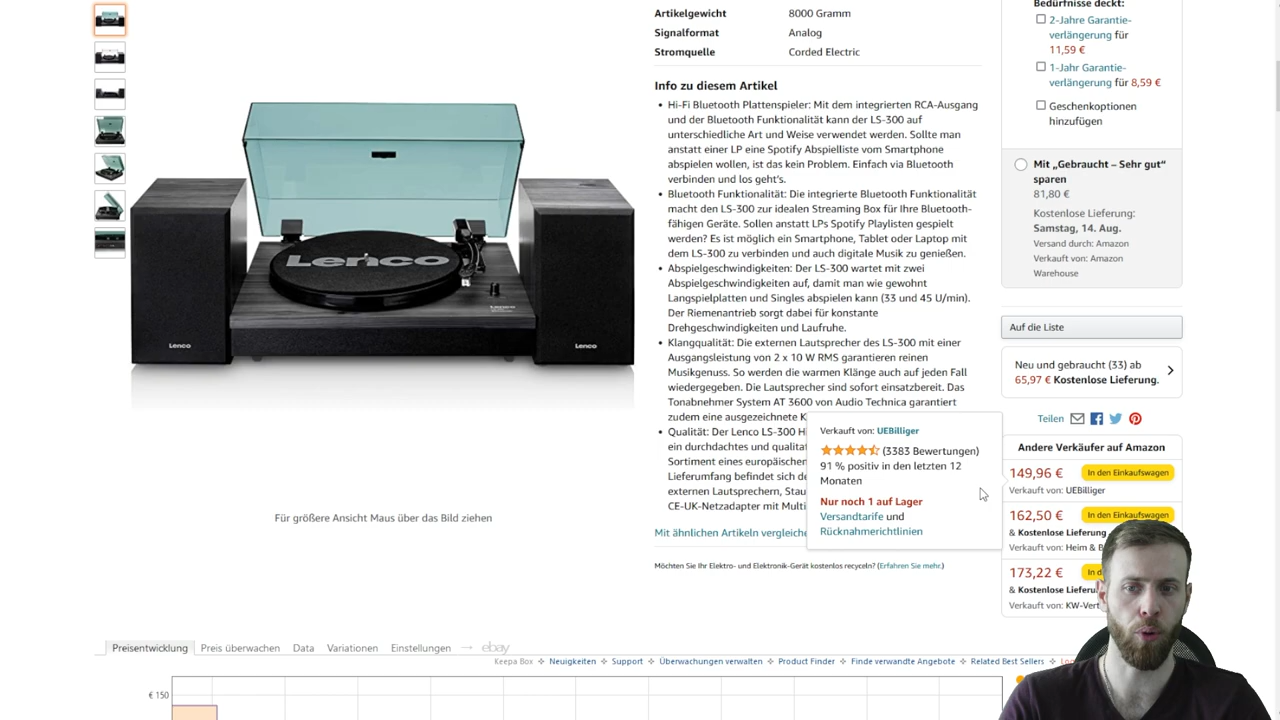 Artikelgewicht 8000 Gramm
Signalformat Analog
Stromquelle Corded Electric
Info zu diesem Artikel
• Hi-Fi Bluetooth Plattenspieler: Mit dem integrierten RCA-Ausgang
und der Bluetooth Funktionalität kann der LS-300 auf
unterschiedliche Art und Weise verwendet werden. Sollte man
anstatt einer LP eine Spotify Abspielliste vom Smartphone
abspielen wollen, ist das kein Problem. Einfach via Bluetooth
verbinden und los geht's.
• Bluetooth Funktionalität: Die integrierte Bluetooth Funktionalität
macht den LS-300 zur idealen Streaming Box für Ihre Bluetooth-
fähigen Geräte. Sollen anstatt LPs Spotify Playlisten gespielt
werden? Es ist möglich ein Smartphone, Tablet oder Laptop mit
dem LS-300 zu verbinden und auch digitale Musik zu genießen.
• Abspielgeschwindigkeiten: Der LS-300 wartet mit zwei
Abspielgeschwindigkeiten auf, damit man wie gewohnt
Langspielplatten und Singles abspielen kann (33 und 45 U/min).
Der Riemenantrieb sorgt dabei für konstante
Drehgeschwindigkeiten und Laufruhe.
• Klangqualität: Die externen Lautsprecher des LS-300 mit einer
Ausgangsleistung von 2 x 10 W RMS garantieren reinen
Musikgenuss. So werden die warmen Klänge auch auf jeden Fall
wiedergegeben. Die Lautsprecher sind sofort einsatzbereit. Das
Tonabnehmer System AT 3600 von Audio Technica garantiert
zudem eine ausgezeichnete K
• Qualität: Der Lenco LS-300 Hi
ein durchdachtes und qualitat
Sortiment eines europäischen
Lieferumfang befindet sich de
externen Lautsprechern, Stau
CE-UK-Netzadapter mit Multi
Mit ähnlichen Artikeln vergleiche
Möchten Sie Ihr Elektro- und Elektronik-Gerät kostenlos recyceln? (Erfahren Sie mehr.)
Verkauft von: UEBilliger
(3383 Bewertungen)
91 % positiv in den letzten 12
Monaten
Nur noch 1 auf Lager
Versandtarife und
Rücknahmerichtlinien
Lenco
Lenco
Lenco
Für größere Ansicht Maus über das Bild ziehen
Bedürfnisse deckt:
2-Jahre Garantie-
verlängerung für
11,59 €
1-Jahr Garantie-
verlängerung für 8,59 €
Geschenkoptionen
hinzufügen
Mit „Gebraucht – Sehr gut“
sparen
81,80 €
Kostenlose Lieferung:
Samstag, 14. Aug.
Versand durch: Amazon
Verkauft von: Amazon
Warehouse
Auf die Liste
Neu und gebraucht (33) ab
65,97 € Kostenlose Lieferung.
Teilen
Andere Verkäufer auf Amazon
149,96 € In den Einkaufswagen
Verkauft von: UEBilliger
162,50 € In den Einkaufswagen
& Kostenlose Lieferung
Verkauft von: Heim & B
173,22 € In d
& Kostenlose Lieferu
Verkauft von: KW-Vert
Preisentwicklung Preis überwachen Data Variationen Einstellungen → ebay
Keepa Box Neuigkeiten Support Überwachungen verwalten Product Finder Finde verwandte Angebote Related Best Sellers
€ 150